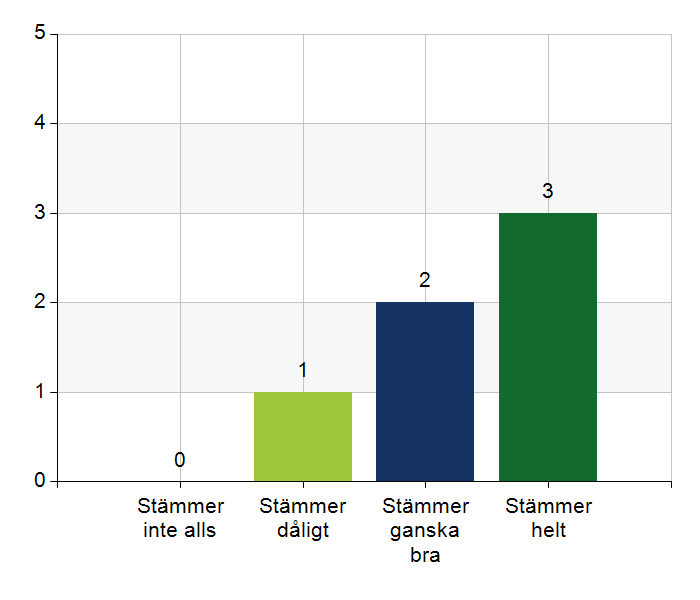 5
4
3
2
1
0
0
1
2
3
Stämmer
inte alls
Stämmer
dåligt
Stämmer
ganska
bra
Stämmer
helt